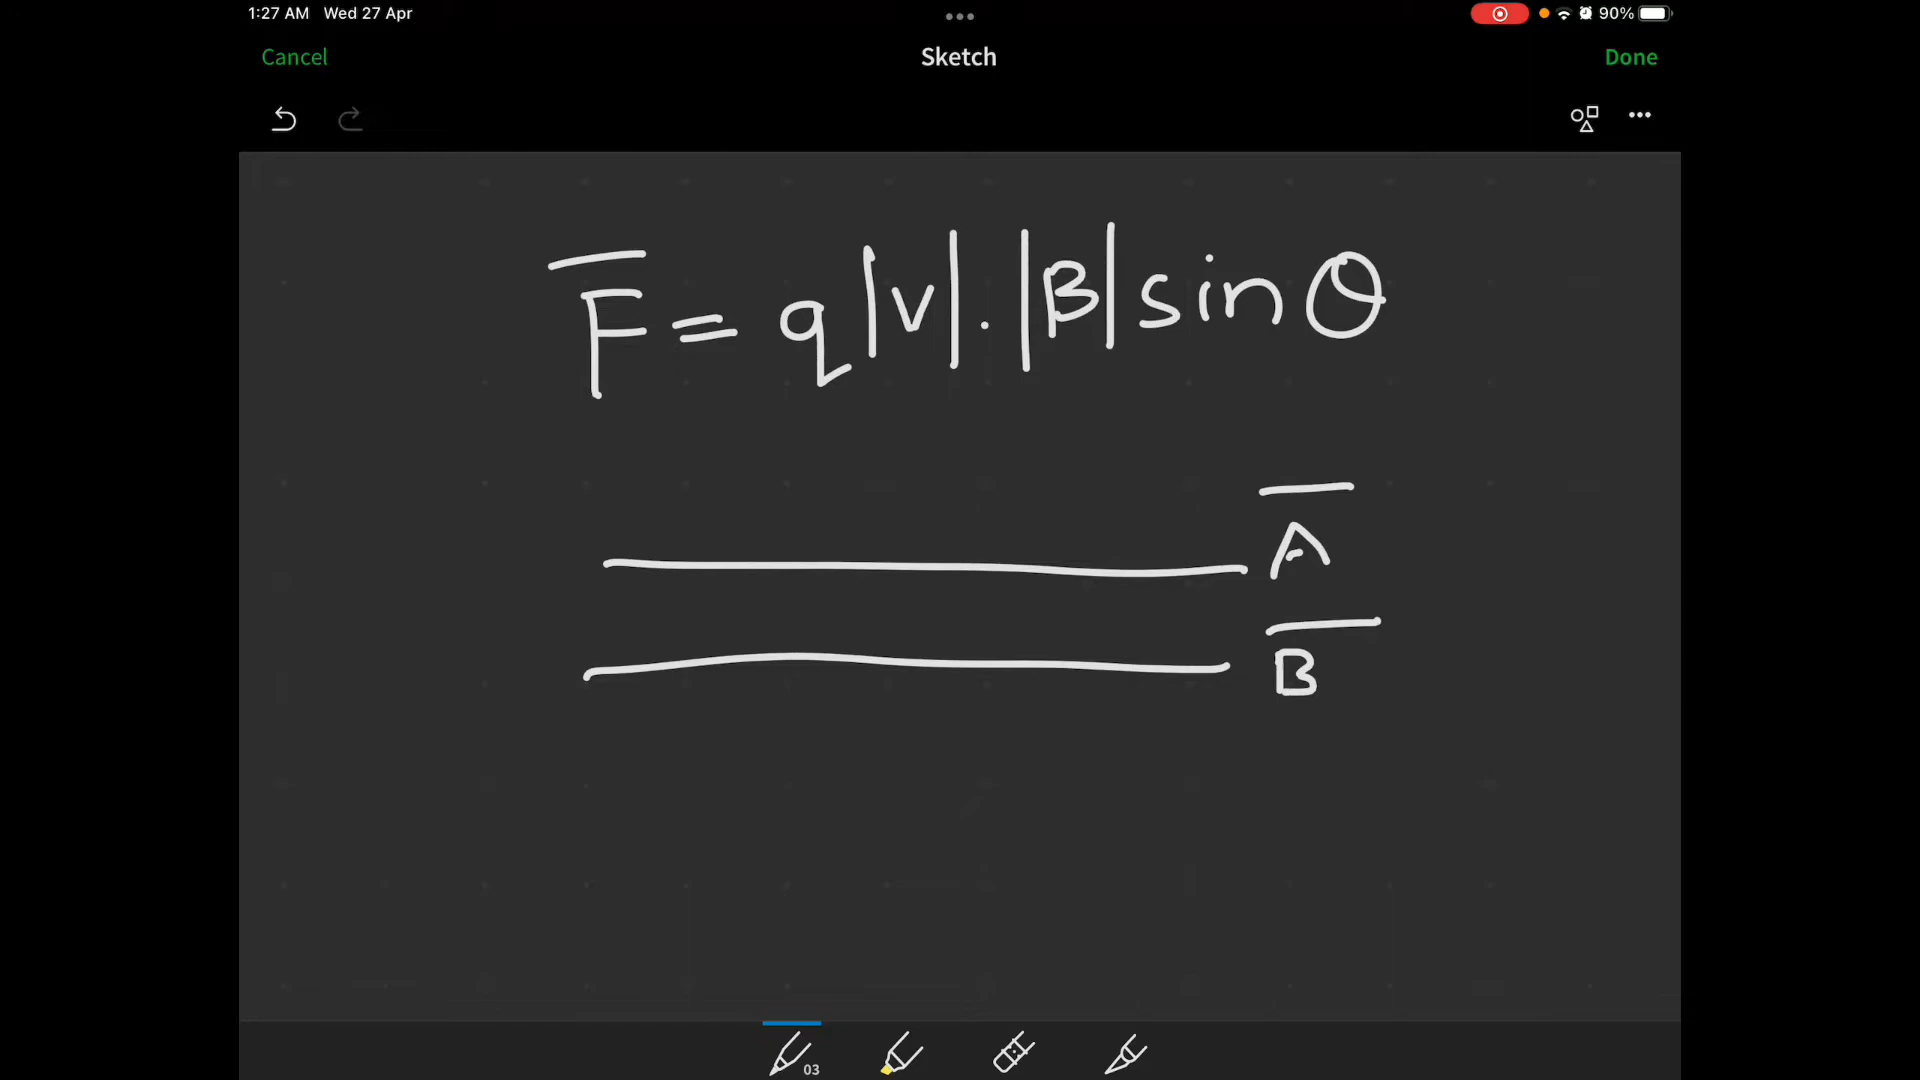 1:27 AM Wed 27 Apr
90%
Cancel
Sketch
Done
F̅ = q|v|.|B| sin θ
A̅
B̅
03